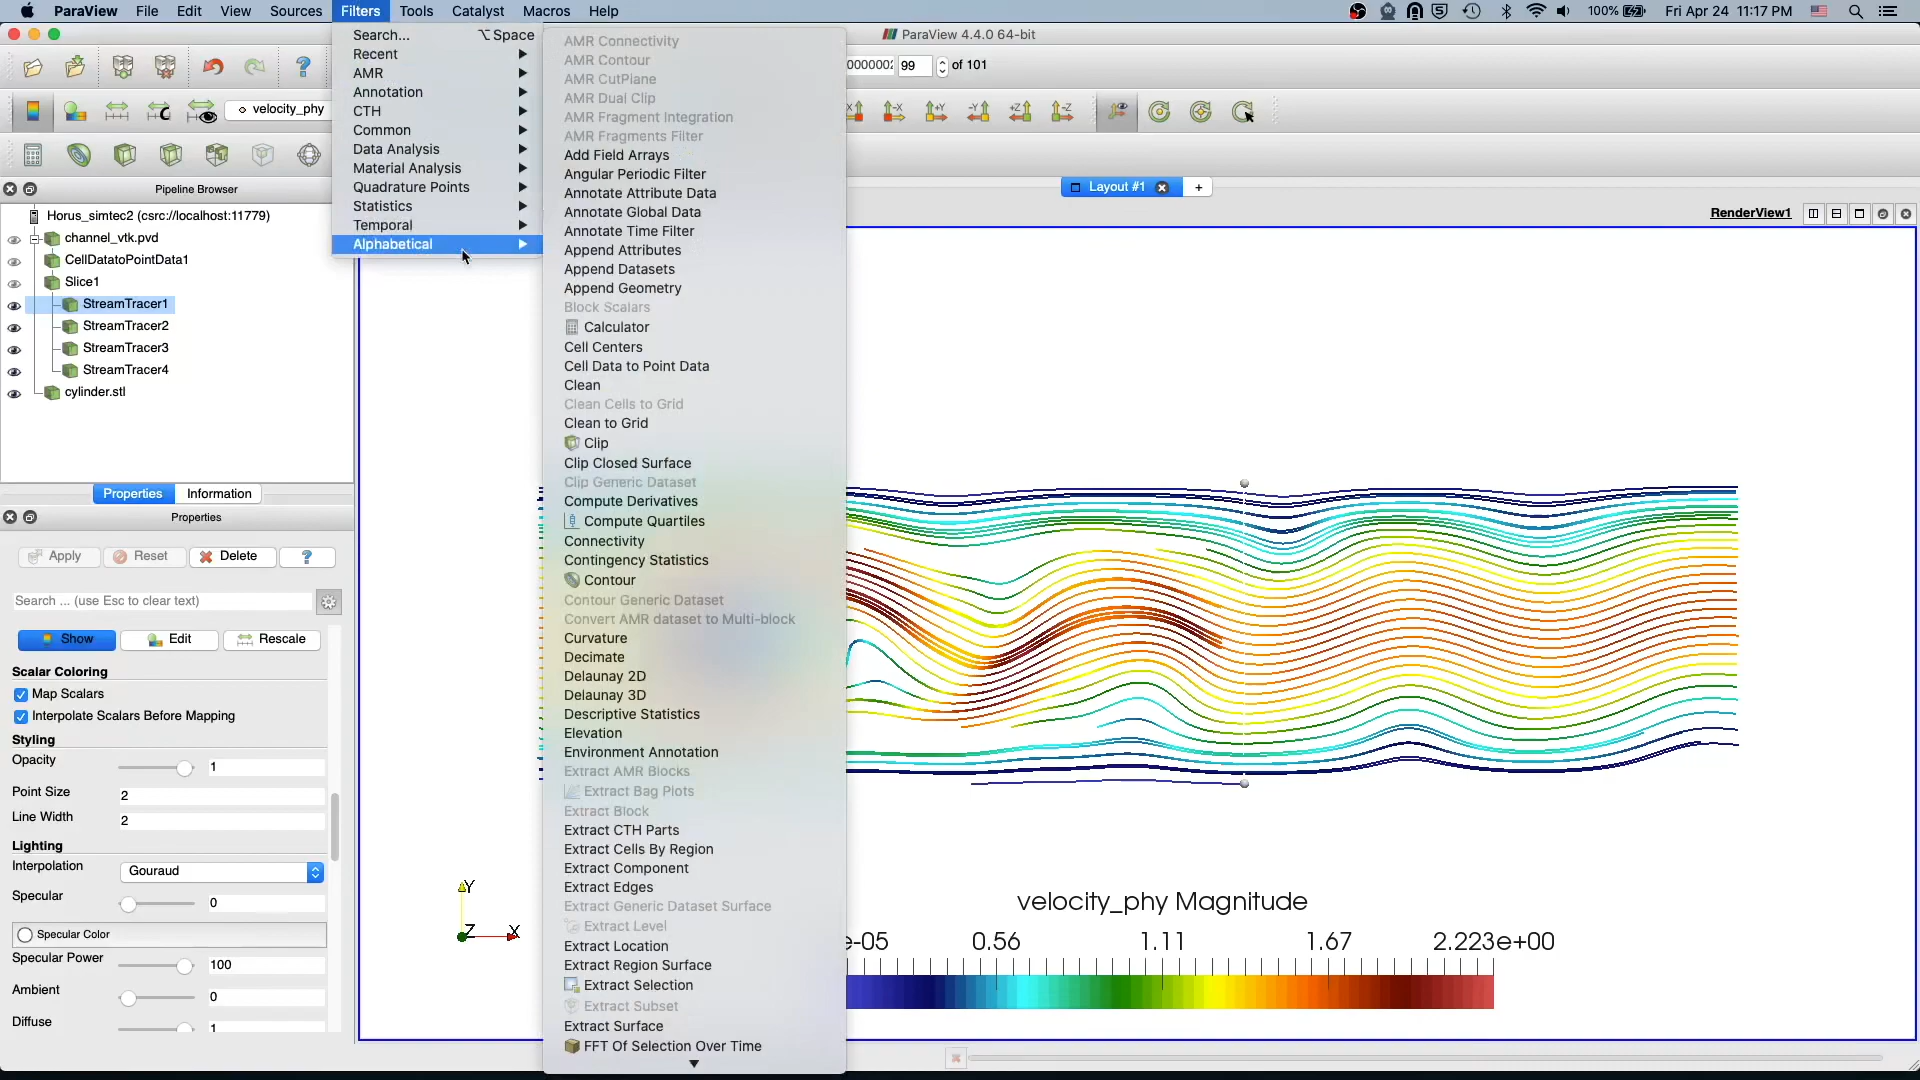 ParaView File Edit View Sources Filters Tools Catalyst Macros Help 100% Fri Apr 24 11:17 PM
ParaView 4.4.0 64-bit
99 of 101
velocity_phy
+X -X +Y -Y +Z -Z
Search... ⌥ Space
Recent
AMR
Annotation
CTH
Common
Data Analysis
Material Analysis
Quadrature Points
Statistics
Temporal
Alphabetical
AMR Connectivity
AMR Contour
AMR CutPlane
AMR Dual Clip
AMR Fragment Integration
AMR Fragments Filter
Add Field Arrays
Angular Periodic Filter
Annotate Attribute Data
Annotate Global Data
Annotate Time Filter
Append Attributes
Append Datasets
Append Geometry
Block Scalars
Calculator
Cell Centers
Cell Data to Point Data
Clean
Clean Cells to Grid
Clean to Grid
Clip
Clip Closed Surface
Clip Generic Dataset
Compute Derivatives
Compute Quartiles
Connectivity
Contingency Statistics
Contour
Contour Generic Dataset
Convert AMR dataset to Multi-block
Curvature
Decimate
Delaunay 2D
Delaunay 3D
Descriptive Statistics
Elevation
Environment Annotation
Extract AMR Blocks
Extract Bag Plots
Extract Block
Extract CTH Parts
Extract Cells By Region
Extract Component
Extract Edges
Extract Generic Dataset Surface
Extract Level
Extract Location
Extract Region Surface
Extract Selection
Extract Subset
Extract Surface
FFT Of Selection Over Time
Pipeline Browser
Horus_simtec2 (csrc://localhost:11779)
channel_vtk.pvd
CellDatatoPointData1
Slice1
StreamTracer1
StreamTracer2
StreamTracer3
StreamTracer4
cylinder.stl
Properties Information
Properties
Apply Reset Delete ?
Search ... (use Esc to clear text)
Show Edit Rescale
Scalar Coloring
Map Scalars
Interpolate Scalars Before Mapping
Styling
Opacity 1
Point Size 2
Line Width 2
Lighting
Interpolation Gouraud
Specular 0
Specular Color
Specular Power 100
Ambient 0
Diffuse 1
Layout #1 +
RenderView1
Y
Z X
velocity_phy Magnitude
e-05 0.56 1.11 1.67 2.223e+00